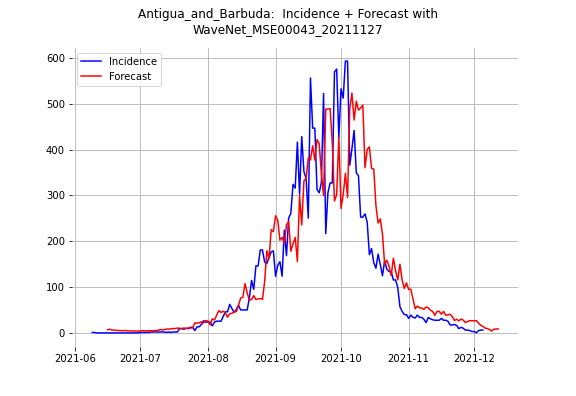 Antigua_and_Barbuda:  Incidence + Forecast with
WaveNet_MSE00043_20211127
Incidence
Forecast
600
500
400
300
200
100
0
2021-06 2021-07 2021-08 2021-09 2021-10 2021-11 2021-12